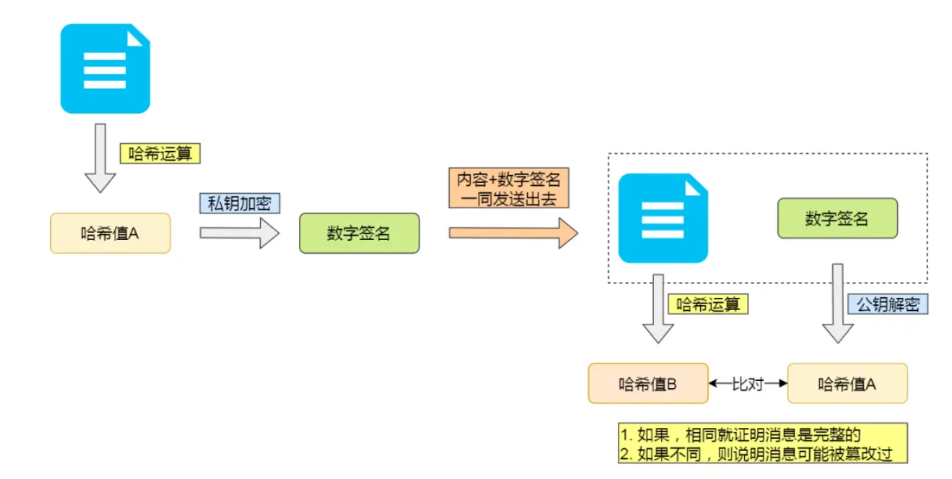 哈希运算
哈希值A
私钥加密
数字签名
内容+数字签名
一同发送出去
数字签名
哈希运算
公钥解密
哈希值B
比对
哈希值A
1. 如果，相同就证明消息是完整的
2. 如果不同，则说明消息可能被篡改过